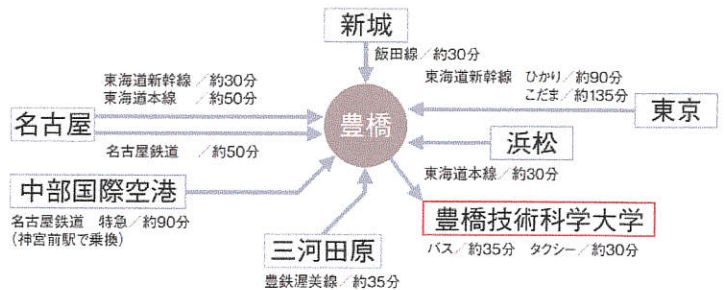 新城
飯田線／約30分
東海道新幹線／約30分
東海道本線　／約50分
東海道新幹線　ひかり／約90分
こだま／約135分
名古屋
豊橋
東京
名古屋鉄道　／約50分
浜松
東海道本線／約30分
中部国際空港
名古屋鉄道　特急／約90分
(神宮前駅で乗換)
豊橋技術科学大学
バス／約35分　タクシー／約30分
三河田原
豊鉄渥美線／約35分